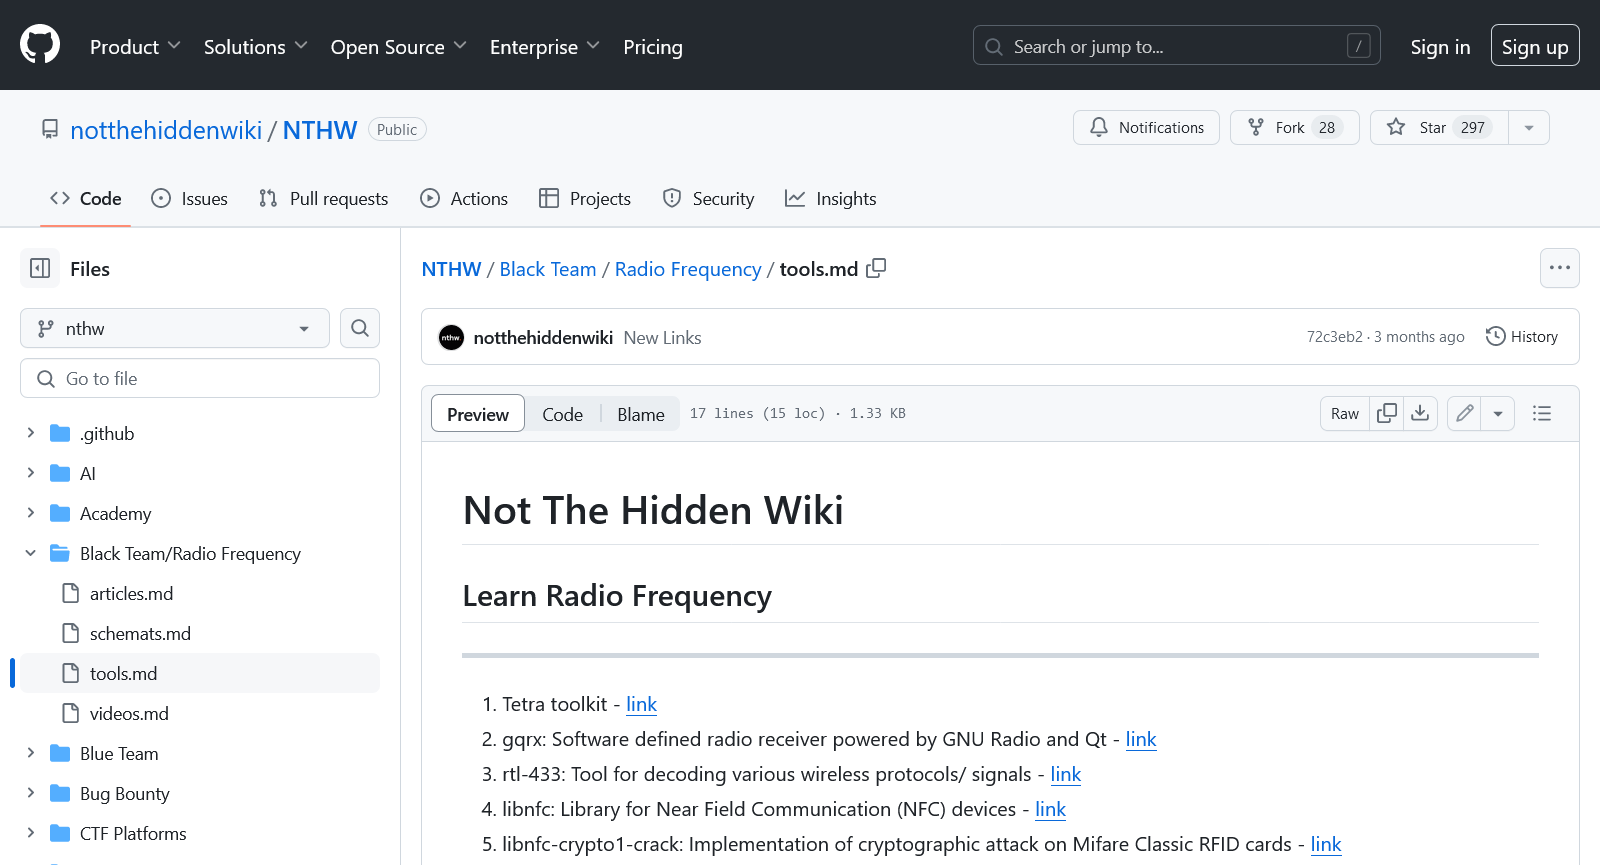 Product Solutions Open Source Enterprise Pricing Search or jump to... / Sign in Sign up
notthehiddenwiki / NTHW Public Notifications Fork 28 Star 297
Code Issues Pull requests Actions Projects Security Insights
Files
nthw
Go to file
.github
AI
Academy
Black Team/Radio Frequency
articles.md
schemats.md
tools.md
videos.md
Blue Team
Bug Bounty
CTF Platforms
NTHW / Black Team / Radio Frequency / tools.md
nthw notthehiddenwiki New Links 72c3eb2 · 3 months ago History
Preview Code Blame 17 lines (15 loc) · 1.33 KB Raw
Not The Hidden Wiki
Learn Radio Frequency
1. Tetra toolkit - link
2. gqrx: Software defined radio receiver powered by GNU Radio and Qt - link
3. rtl-433: Tool for decoding various wireless protocols/ signals - link
4. libnfc: Library for Near Field Communication (NFC) devices - link
5. libnfc-crypto1-crack: Implementation of cryptographic attack on Mifare Classic RFID cards - link